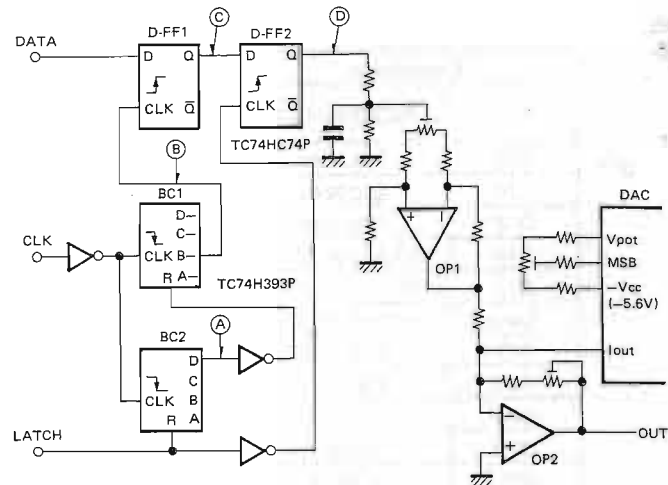 C
D
D-FF1
D-FF2
DATA
D Q
D Q
CLK Q̅
CLK Q̅
TC74HC74P
B
BC1
D
C
CLK B
R A
CLK
TC74H393P
+ −
OP1
DAC
Vpot
MSB
−Vcc
(−5.6V)
Iout
BC2
A
D
C
CLK B
R A
LATCH
−
+
OP2
OUT